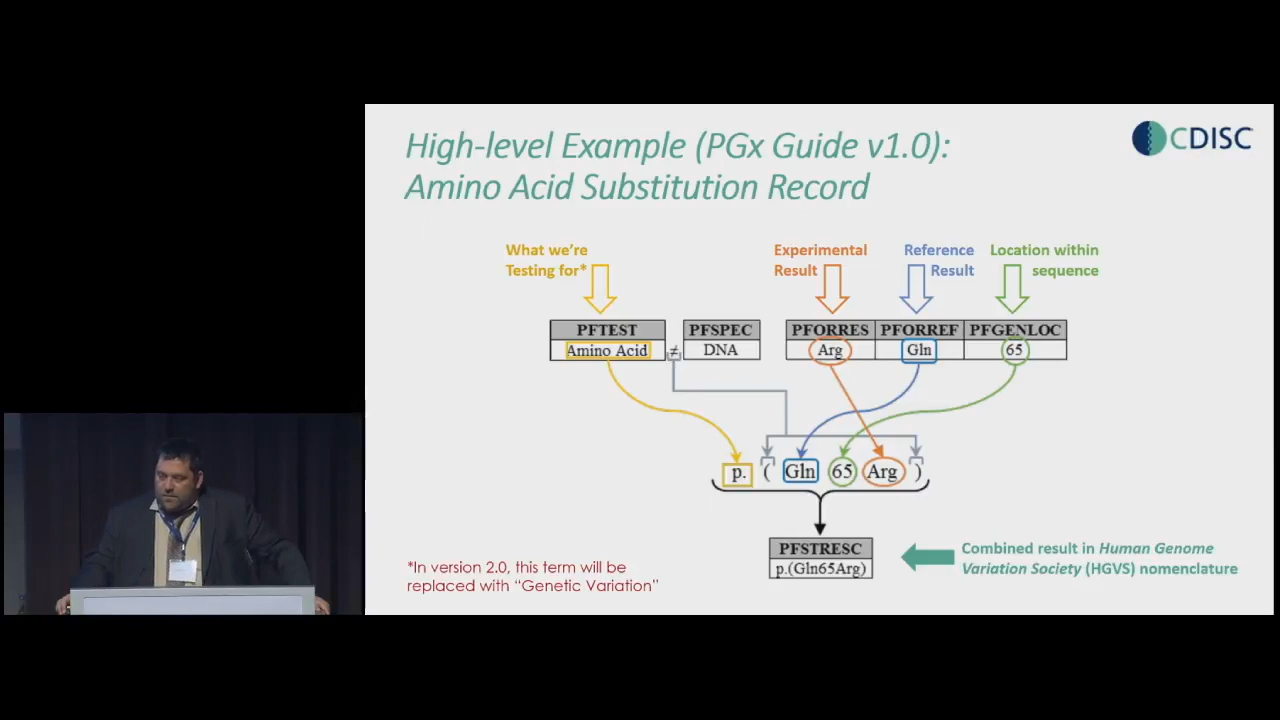 High-level Example (PGx Guide v1.0):
Amino Acid Substitution Record
CDISC
What we're
Testing for*
Experimental
Result
Reference
Result
Location within
sequence
PFTEST
PFSPEC
PFORRES
PFORREF
PFGENLOC
Amino Acid
≠
DNA
Arg
Gln
65
p. ( Gln 65 Arg )
PFSTRESC
p.(Gln65Arg)
Combined result in Human Genome
Variation Society (HGVS) nomenclature
*In version 2.0, this term will be
replaced with "Genetic Variation"